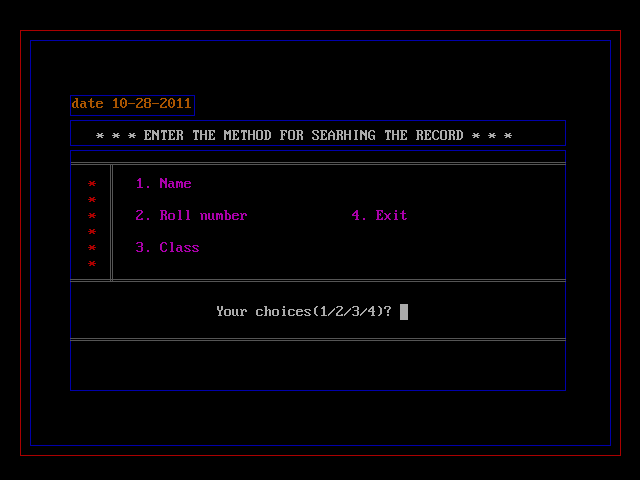 date 10-28-2011
* * * ENTER THE METHOD FOR SEARHING THE RECORD * * *
* 1. Name
*
* 2. Roll number 4. Exit
*
* 3. Class
*
Your choices(1/2/3/4)?